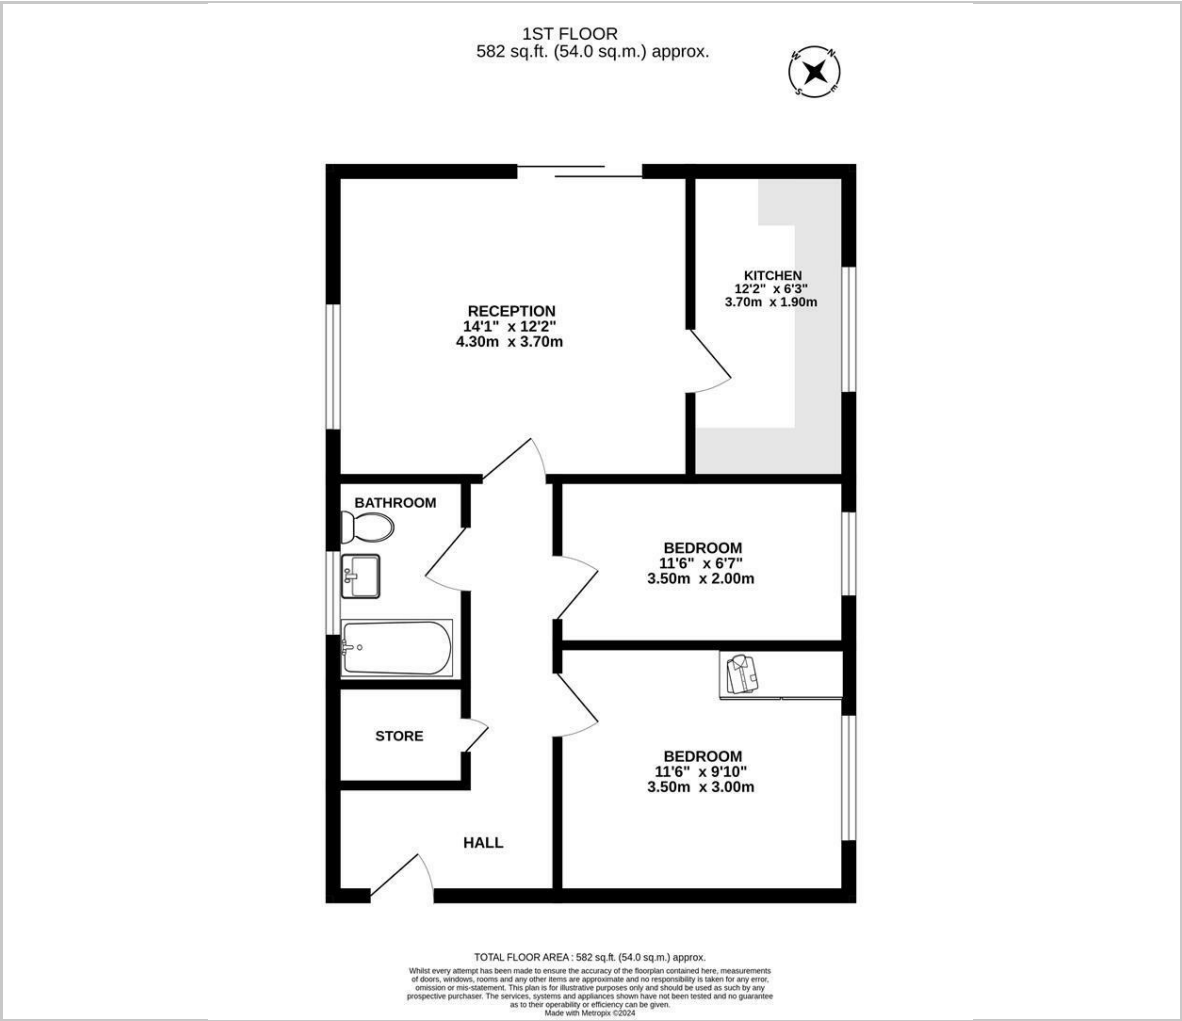 1ST FLOOR
582 sq.ft. (54.0 sq.m.) approx.
W N
S E
KITCHEN
12'2" x 6'3"
3.70m x 1.90m
RECEPTION
14'1" x 12'2"
4.30m x 3.70m
BATHROOM
BEDROOM
11'6" x 6'7"
3.50m x 2.00m
STORE
BEDROOM
11'6" x 9'10"
3.50m x 3.00m
HALL
TOTAL FLOOR AREA : 582 sq.ft. (54.0 sq.m.) approx.
Whilst every attempt has been made to ensure the accuracy of the floorplan contained here, measurements
of doors, windows, rooms and any other items are approximate and no responsibility is taken for any error,
omission or mis-statement. This plan is for illustrative purposes only and should be used as such by any
prospective purchaser. The services, systems and appliances shown have not been tested and no guarantee
as to their operability or efficiency can be given.
Made with Metropix ©2024